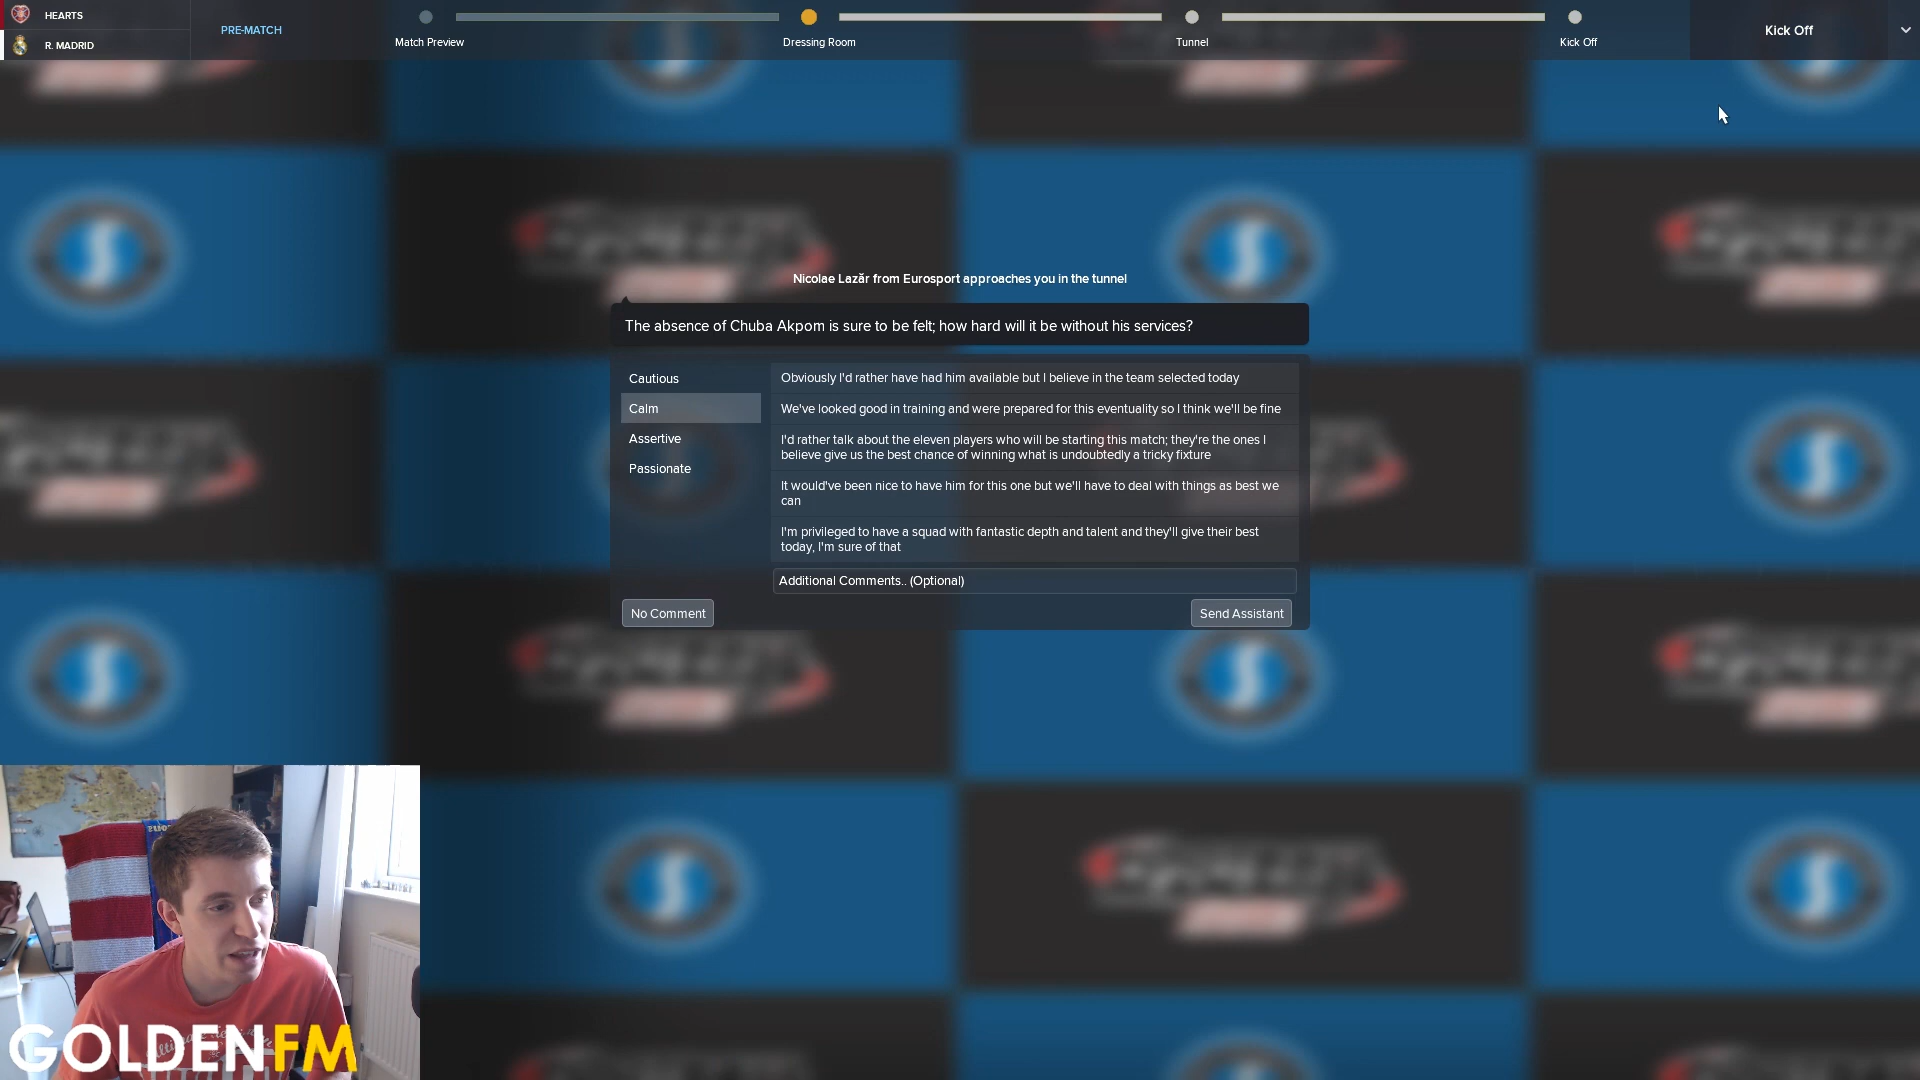 HEARTS
R. MADRID
PRE-MATCH
Match Preview
Dressing Room
Tunnel
Kick Off
Kick Off
Nicolae Lazăr from Eurosport approaches you in the tunnel
The absence of Chuba Akpom is sure to be felt; how hard will it be without his services?
Cautious
Calm
Assertive
Passionate
Obviously I'd rather have had him available but I believe in the team selected today
We've looked good in training and were prepared for this eventuality so I think we'll be fine
I'd rather talk about the eleven players who will be starting this match; they're the ones I
believe give us the best chance of winning what is undoubtedly a tricky fixture
It would've been nice to have him for this one but we'll have to deal with things as best we
can
I'm privileged to have a squad with fantastic depth and talent and they'll give their best
today, I'm sure of that
Additional Comments.. (Optional)
No Comment
Send Assistant
GOLDENFM